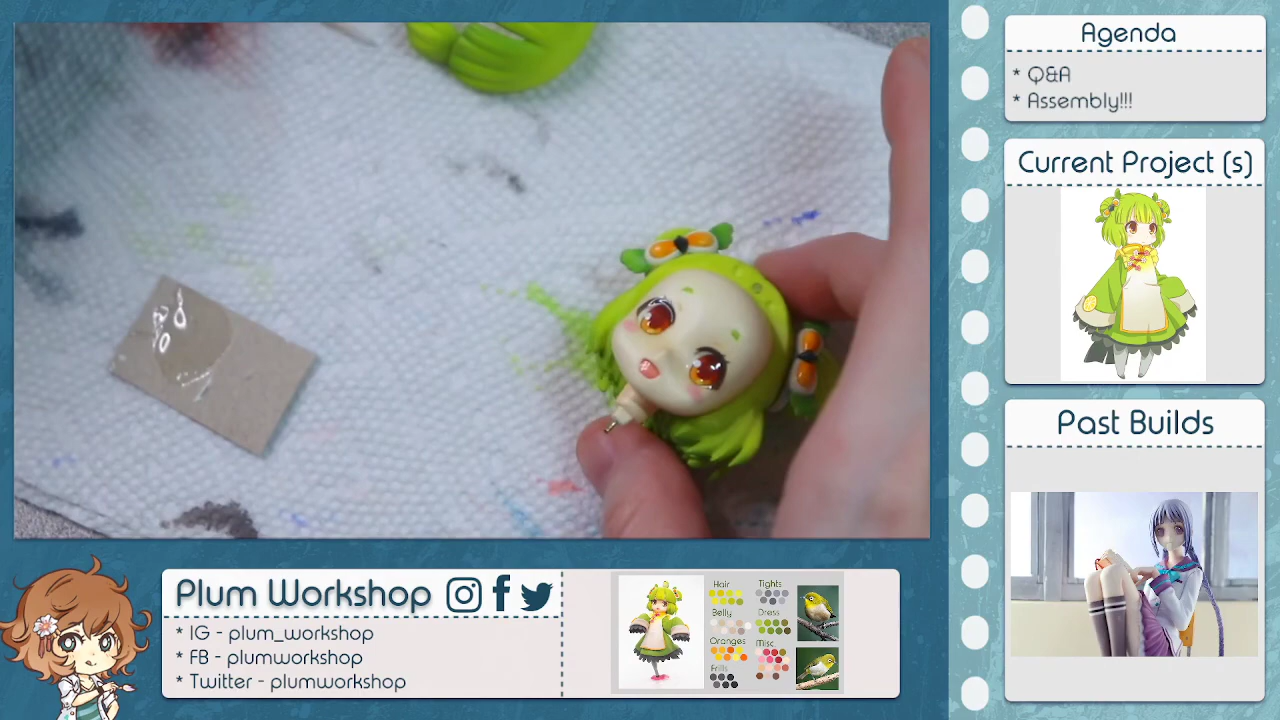 Agenda
* Q&A
* Assembly!!!
Current Project (s)
Past Builds
Plum Workshop
* IG - plum_workshop
* FB - plumworkshop
* Twitter - plumworkshop
Hair
Tights
Belly
Dress
Oranges
Misc
Frills